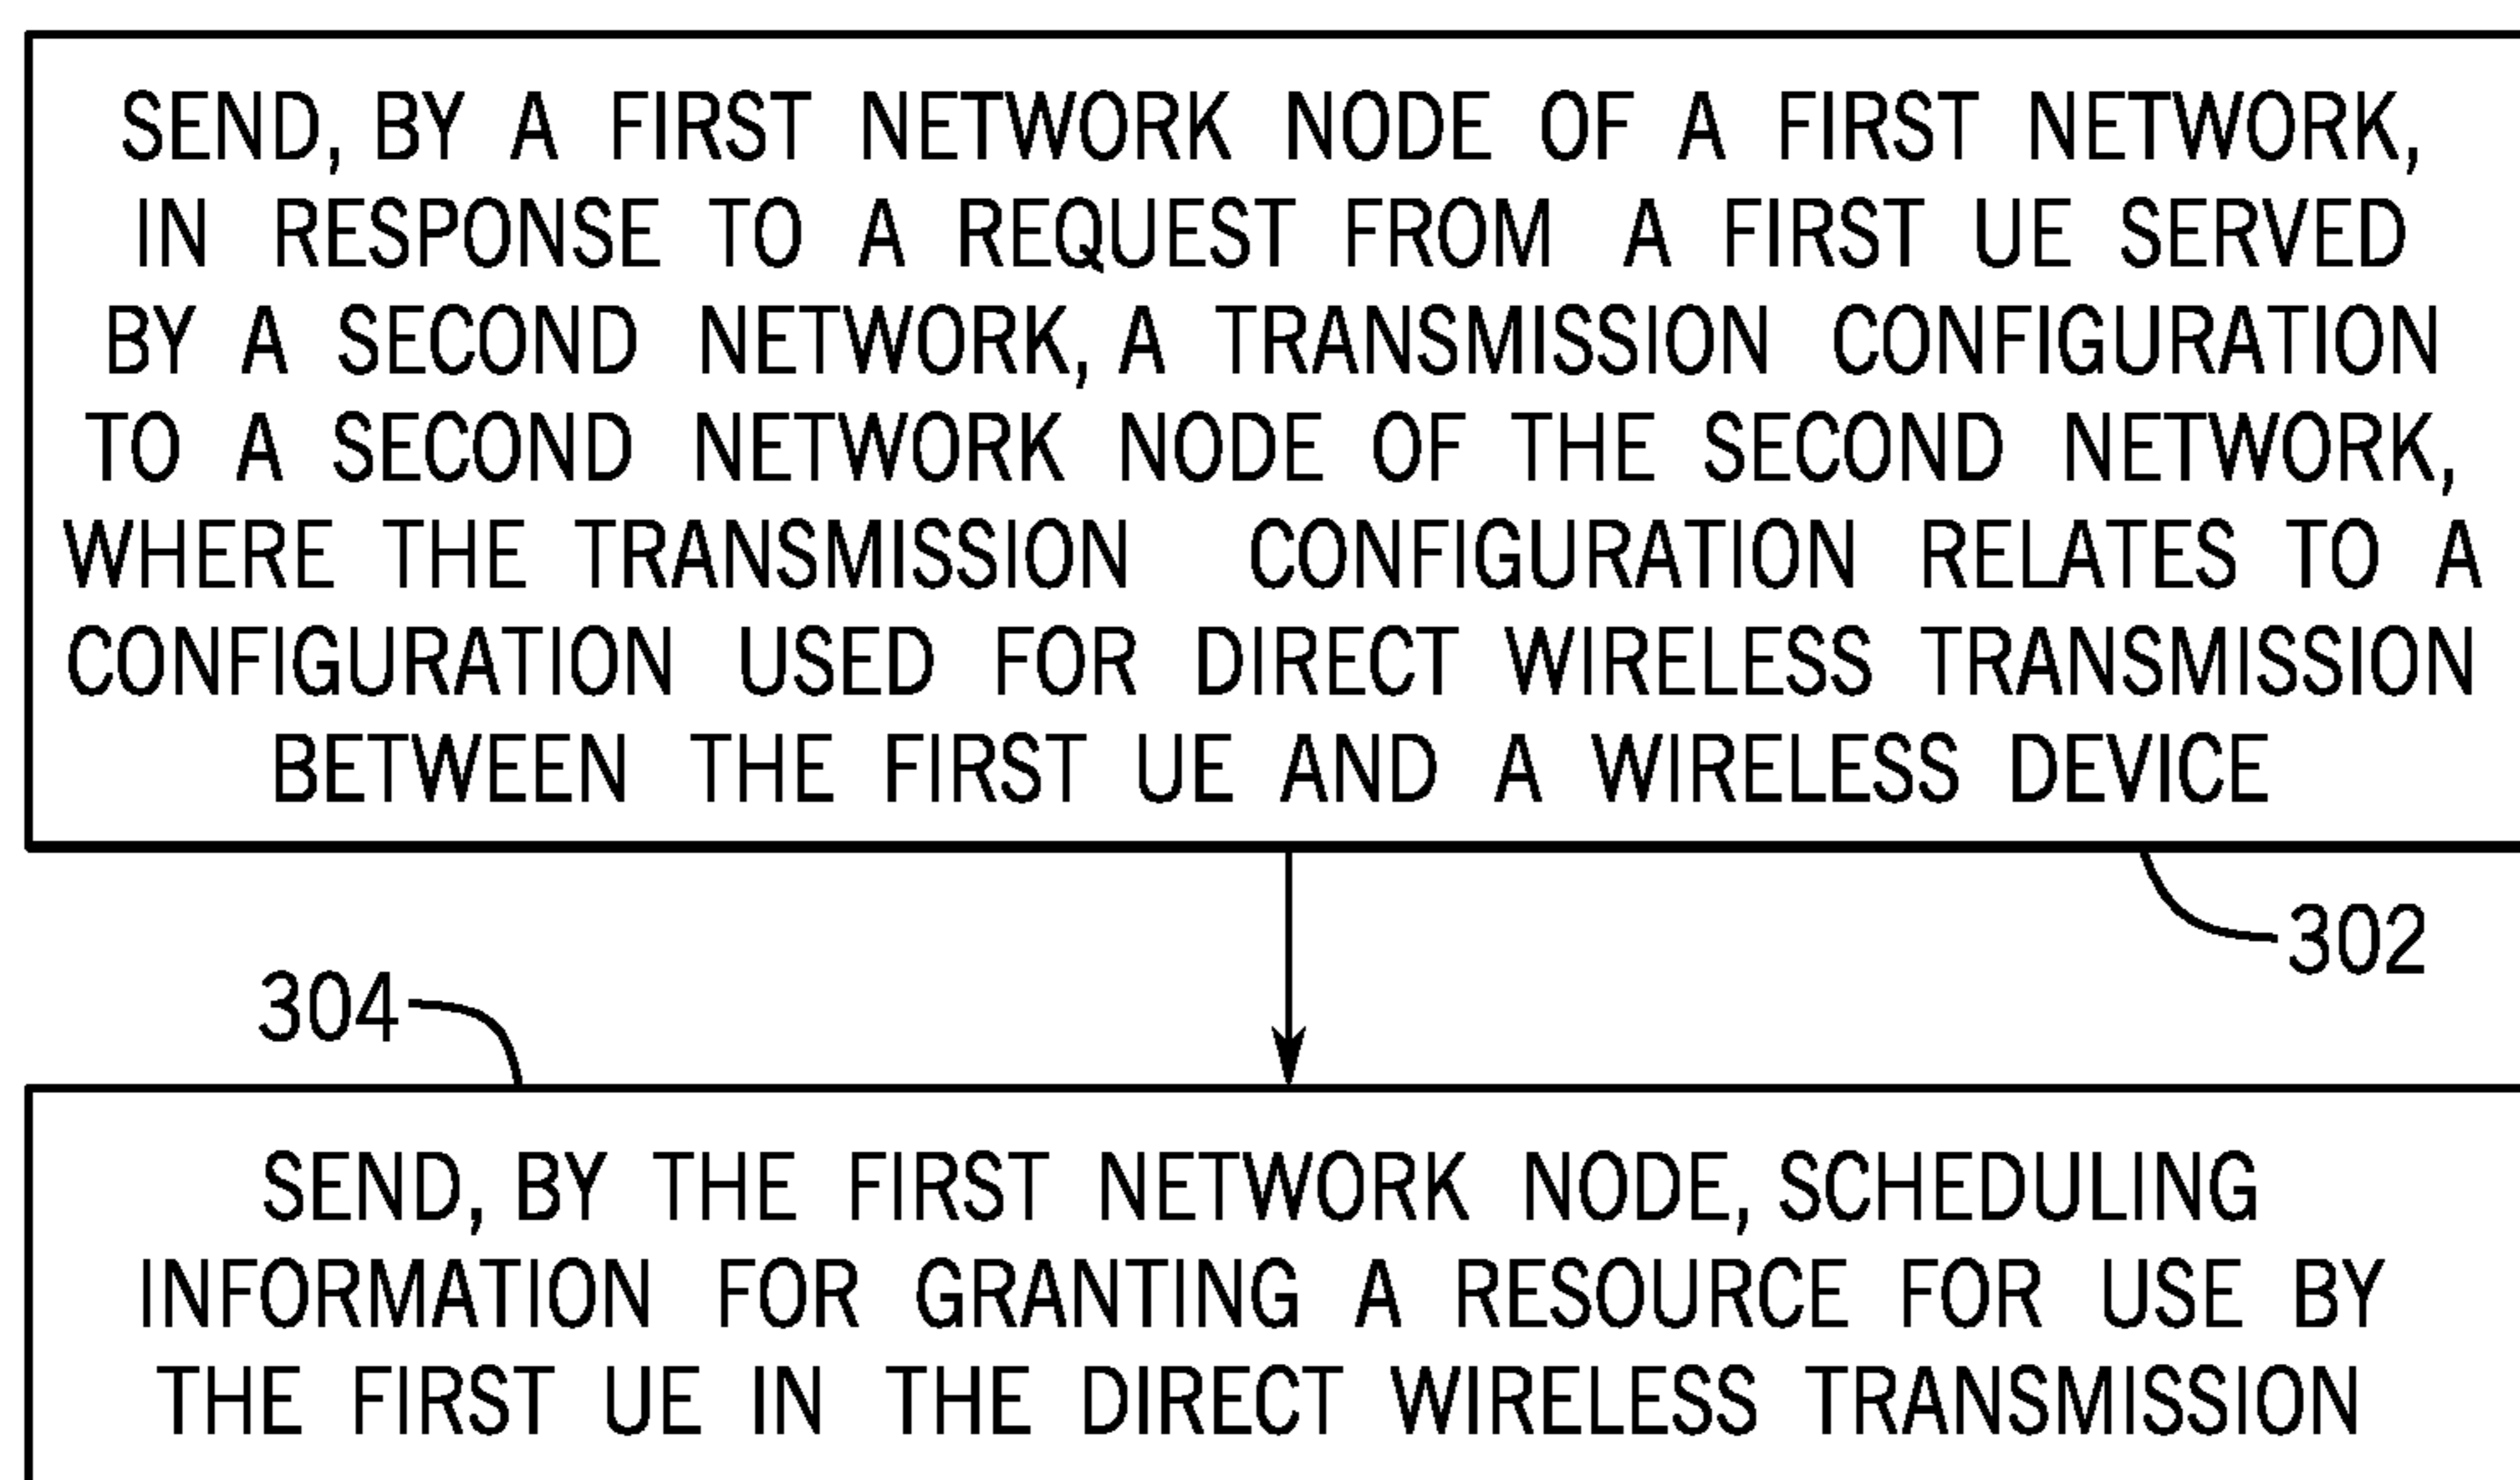 SEND, BY A FIRST NETWORK NODE OF A FIRST NETWORK,
IN RESPONSE TO A REQUEST FROM A FIRST UE SERVED
BY A SECOND NETWORK, A TRANSMISSION CONFIGURATION
TO A SECOND NETWORK NODE OF THE SECOND NETWORK,
WHERE THE TRANSMISSION CONFIGURATION RELATES TO A
CONFIGURATION USED FOR DIRECT WIRELESS TRANSMISSION
BETWEEN THE FIRST UE AND A WIRELESS DEVICE
302
304
SEND, BY THE FIRST NETWORK NODE, SCHEDULING
INFORMATION FOR GRANTING A RESOURCE FOR USE BY
THE FIRST UE IN THE DIRECT WIRELESS TRANSMISSION